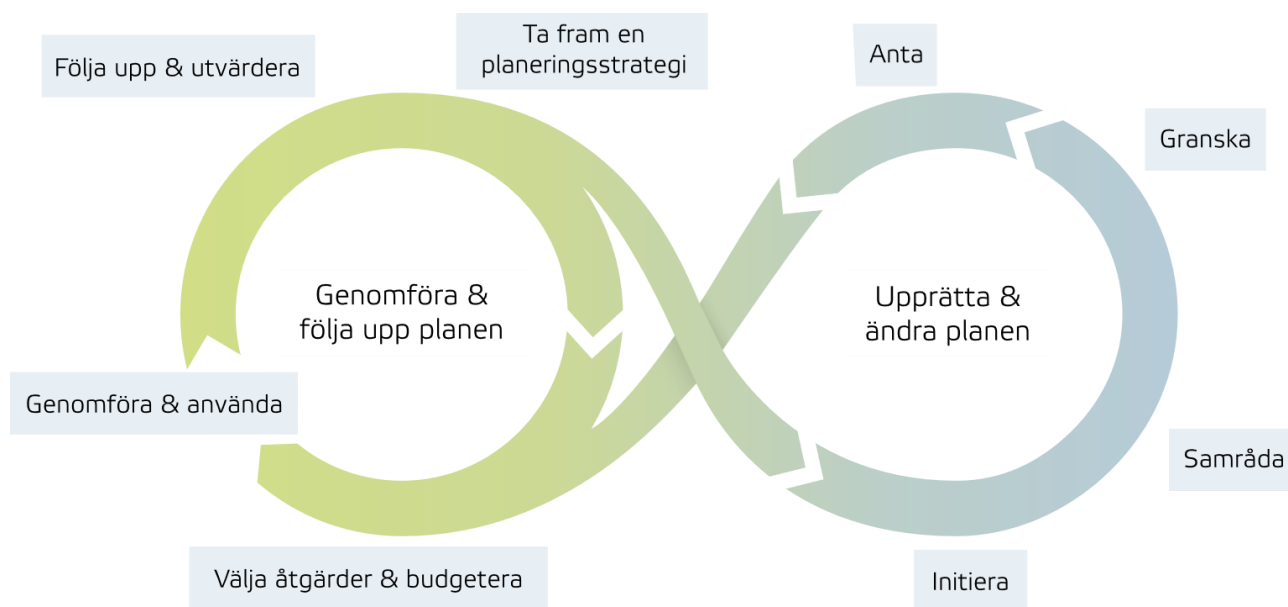 Ta fram en
planeringsstrategi
Anta
Följa upp & utvärdera
Granska
Genomföra &
följa upp planen
Upprätta &
ändra planen
Genomföra & använda
Samråda
Välja åtgärder & budgetera
Initiera